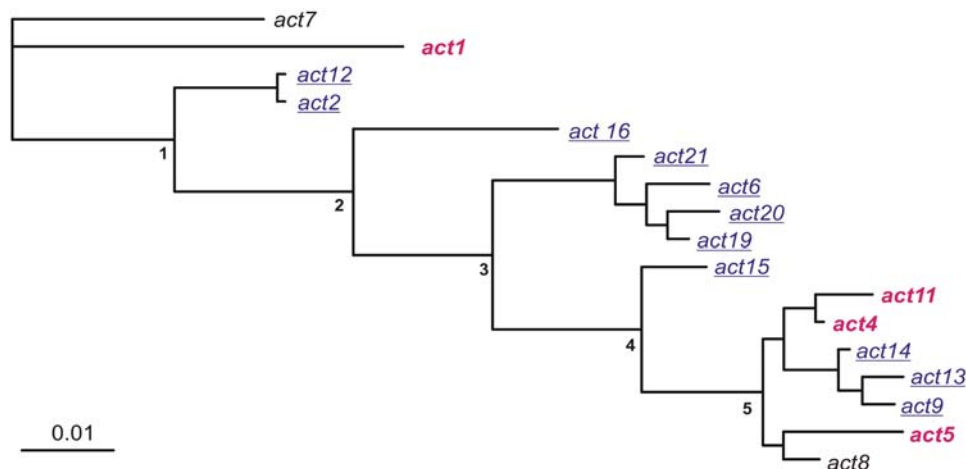 act7
act1
act12
act2
1
act 16
act21
act6
2
act20
act19
3
act15
act11
act4
4
act14
act13
5
act9
0.01
act5
act8